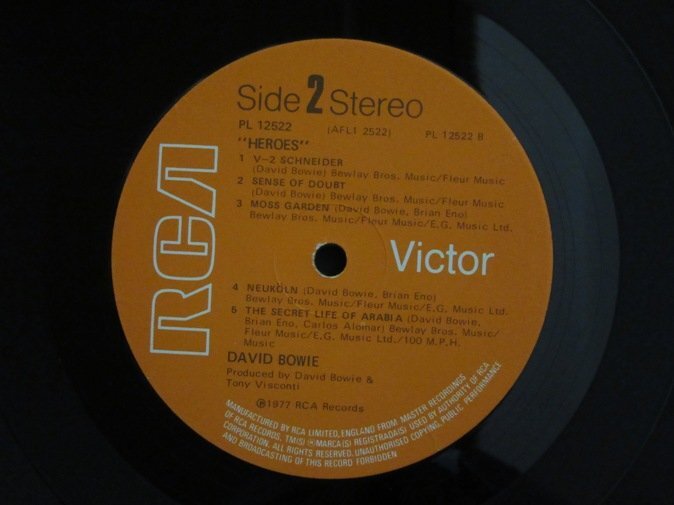 RCA
Side 2 Stereo
PL 12522 (AFL1 2522) PL 12522 B
"HEROES"
1 V-2 SCHNEIDER
(David Bowie) Bewlay Bros. Music/Fleur Music
2 SENSE OF DOUBT
(David Bowie) Bewlay Bros. Music/Fleur Music
3 MOSS GARDEN (David Bowie, Brian Eno)
Bewlay Bros. Music/Fleur Music/E.G. Music Ltd.
Victor
4 NEUKOLN (David Bowie, Brian Eno)
Bewlay Bros. Music/Fleur Music/E.G. Music Ltd.
5 THE SECRET LIFE OF ARABIA (David Bowie,
Brian Eno, Carlos Alomar) Bewlay Bros. Music/
Fleur Music/E.G. Music Ltd./100 M.P.H.
Music
DAVID BOWIE
Produced by David Bowie &
Tony Visconti
℗1977 RCA Records
MANUFACTURED BY RCA LIMITED, ENGLAND FROM MASTER RECORDINGS
OF RCA RECORDS. TM(S) ® MARCA(S) REGISTRADA(S) USED BY AUTHORITY OF RCA
CORPORATION. ALL RIGHTS RESERVED. UNAUTHORISED COPYING, PUBLIC PERFORMANCE
AND BROADCASTING OF THIS RECORD FORBIDDEN